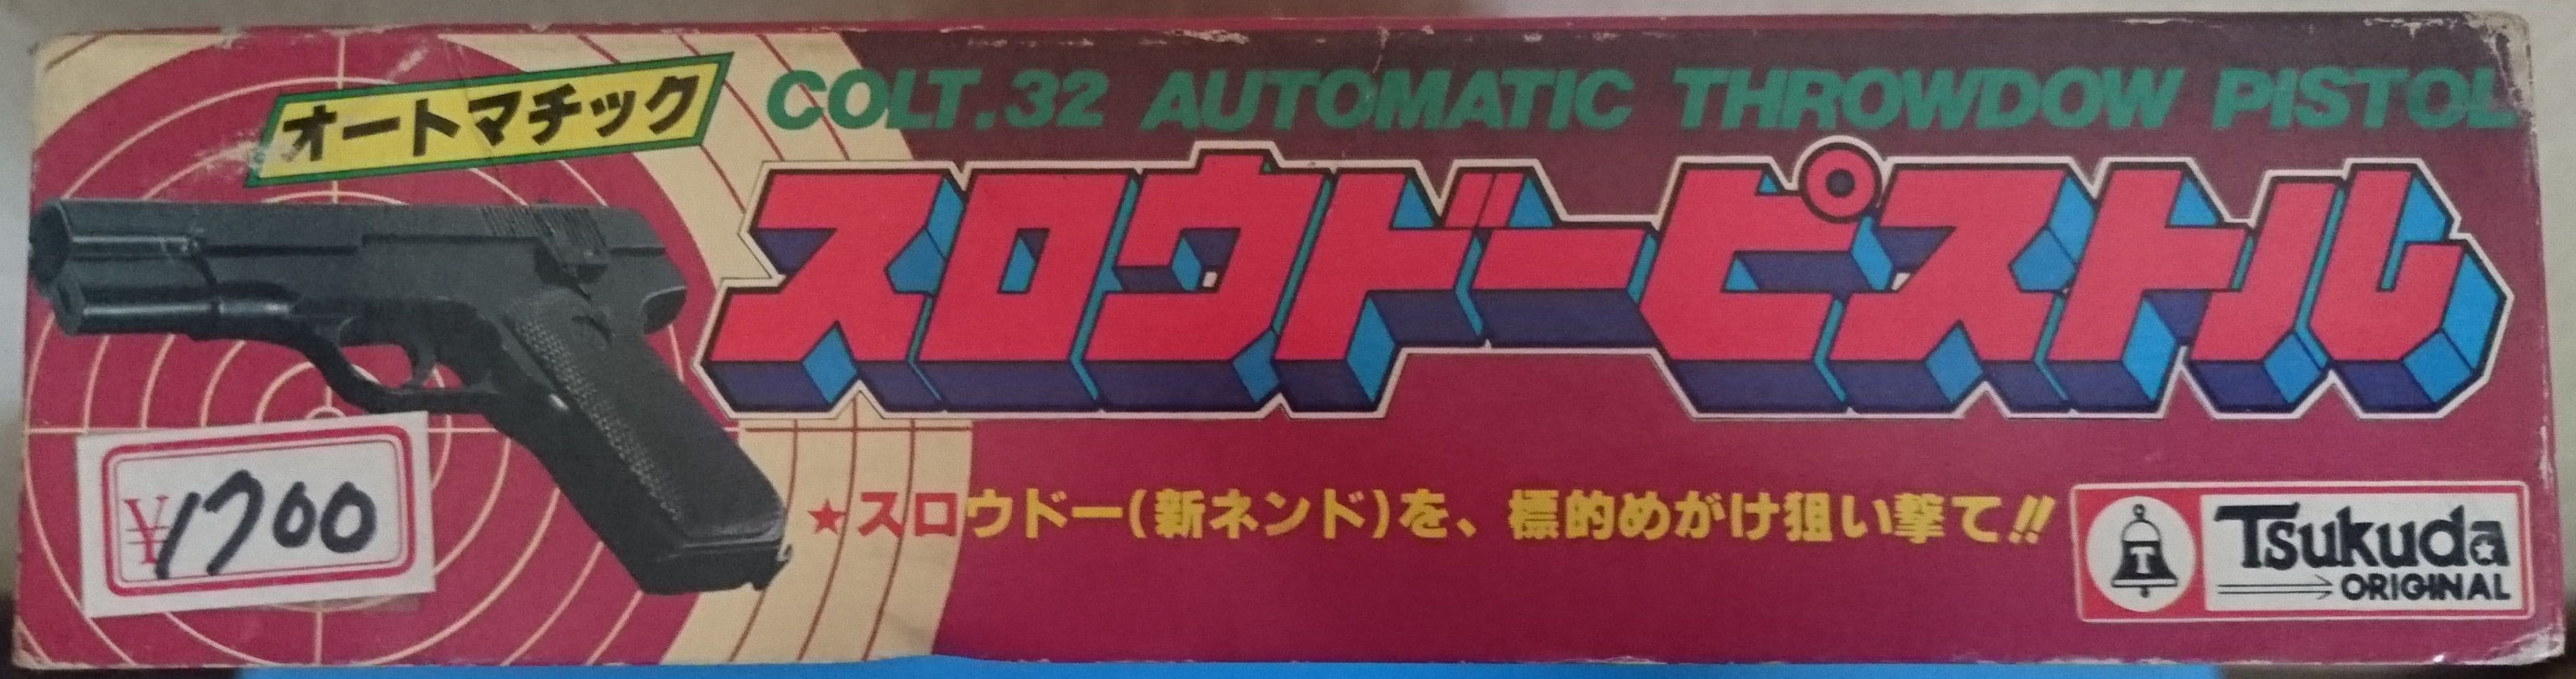 オートマチック
COLT.32 AUTOMATIC THROWDOW PISTOL
スロウドーピストル
¥1700
★スロウドー(新ネンド)を、標的めがけ狙い撃て!!
T
Tsukuda
ORIGINAL